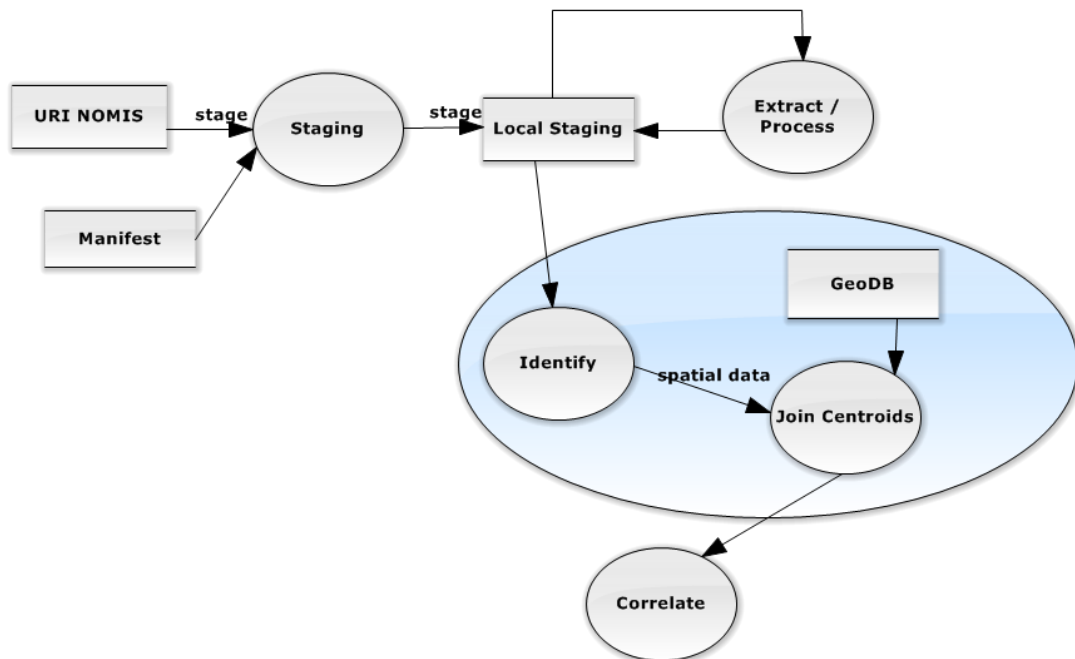 URI NOMIS
stage
Staging
stage
Local Staging
Extract /
Process
Manifest
GeoDB
Identify
spatial data
Join Centroids
Correlate